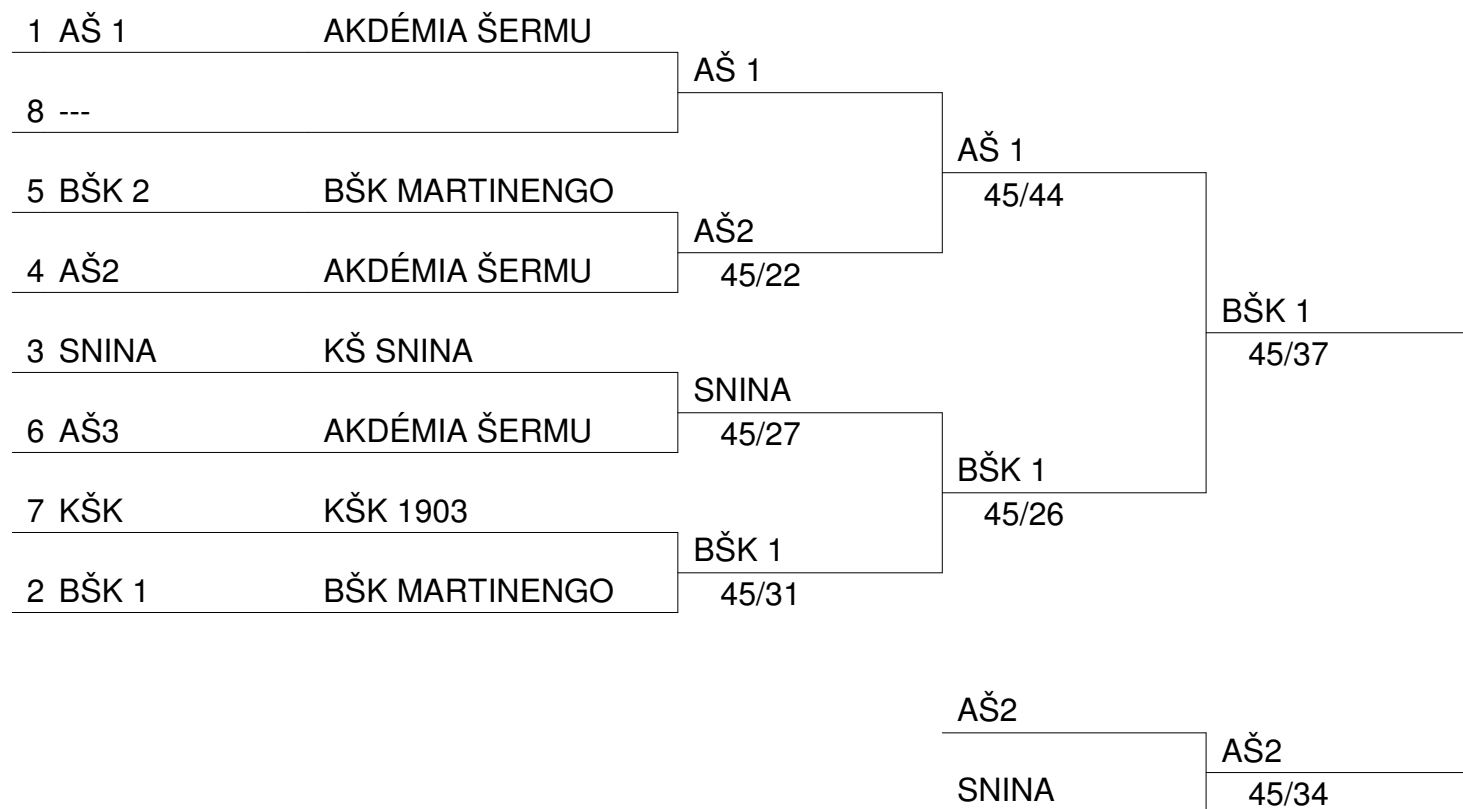 1 AŠ 1 AKDÉMIA ŠERMU
AŠ 1
8 ---
AŠ 1
45/44
5 BŠK 2 BŠK MARTINENGO
AŠ2
45/22
4 AŠ2 AKDÉMIA ŠERMU
BŠK 1
45/37
3 SNINA KŠ SNINA
SNINA
45/27
6 AŠ3 AKDÉMIA ŠERMU
BŠK 1
45/26
7 KŠK KŠK 1903
BŠK 1
45/31
2 BŠK 1 BŠK MARTINENGO
AŠ2
AŠ2
45/34
SNINA